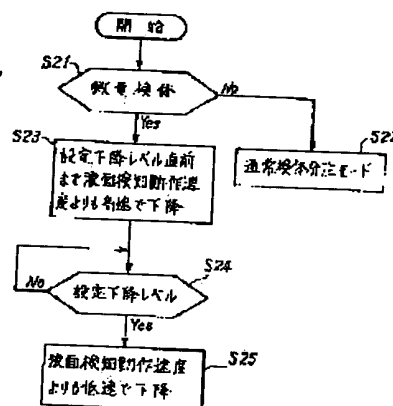 開始
S21
微量検体
No
Yes
S22
通常検体分注モード
S23
設定下降レベル直前
まで液面検知動作速
度よりも高速で下降
S24
No
設定下降レベル
Yes
S25
液面検知動作速度
よりも低速で下降